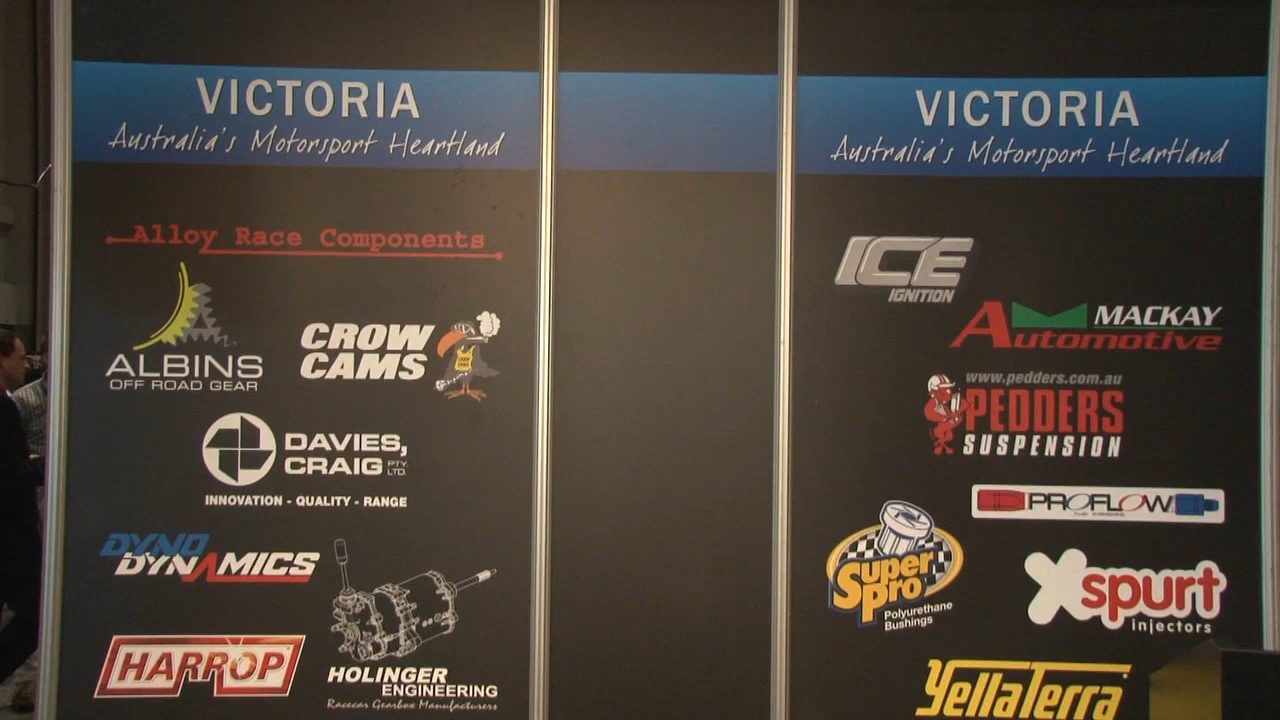 VICTORIA
Australia's Motorsport Heartland
Alloy Race Components
ALBINS
OFF ROAD GEAR
CROW
CAMS
DAVIES,
CRAIG PTY. LTD.
INNOVATION - QUALITY - RANGE
DYNO
DYNAMICS
HARROP
HOLINGER
ENGINEERING
Racecar Gearbox Manufacturers
VICTORIA
Australia's Motorsport Heartland
ICE
IGNITION
MACKAY
Automotive
www.pedders.com.au
PEDDERS
SUSPENSION
PROFLOW
Super
Pro
Polyurethane
Bushings
Xspurt
injectors
YellaTerra